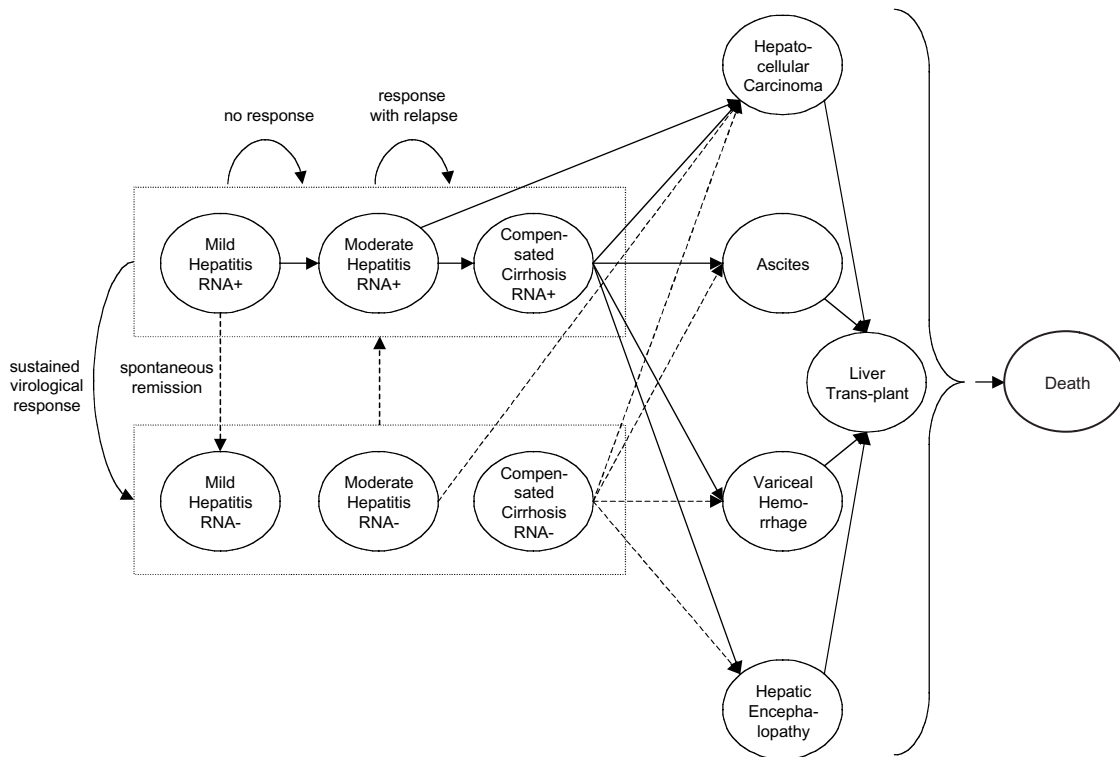 Hepato-
cellular
Carcinoma
response
with relapse
no response
Mild
Hepatitis
RNA+
Moderate
Hepatitis
RNA+
Compen-
sated
Cirrhosis
RNA+
Ascites
sustained
virological
response
spontaneous
remission
Liver
Trans-plant
Death
Mild
Hepatitis
RNA-
Moderate
Hepatitis
RNA-
Compen-
sated
Cirrhosis
RNA-
Variceal
Hemo-
rrhage
Hepatic
Encepha-
lopathy